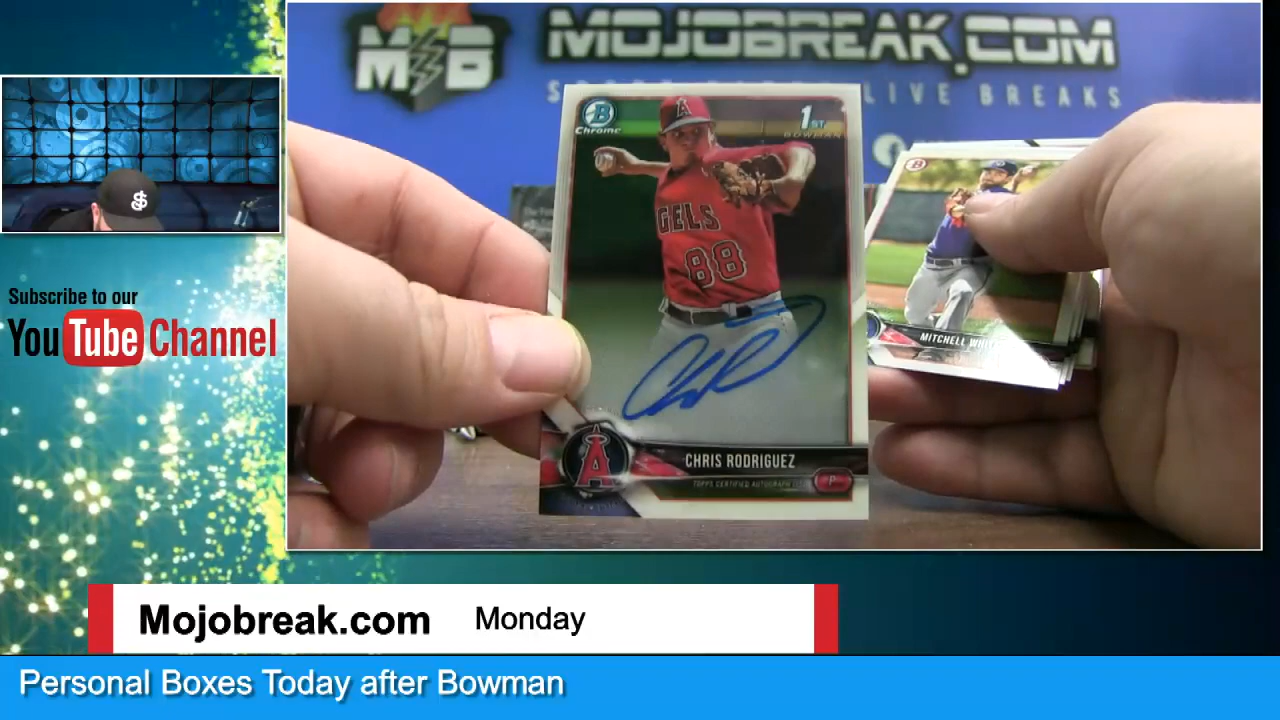 MB
MOJOBREAK.COM
LIVE BREAKS
Subscribe to our
YouTube Channel
B
Chrome
1ST
BOWMAN
A
GELS
88
CHRIS RODRIGUEZ
TOPPS CERTIFIED AUTOGRAPH
P
A
B
MITCHELL
Mojobreak.com Monday
Personal Boxes Today after Bowman